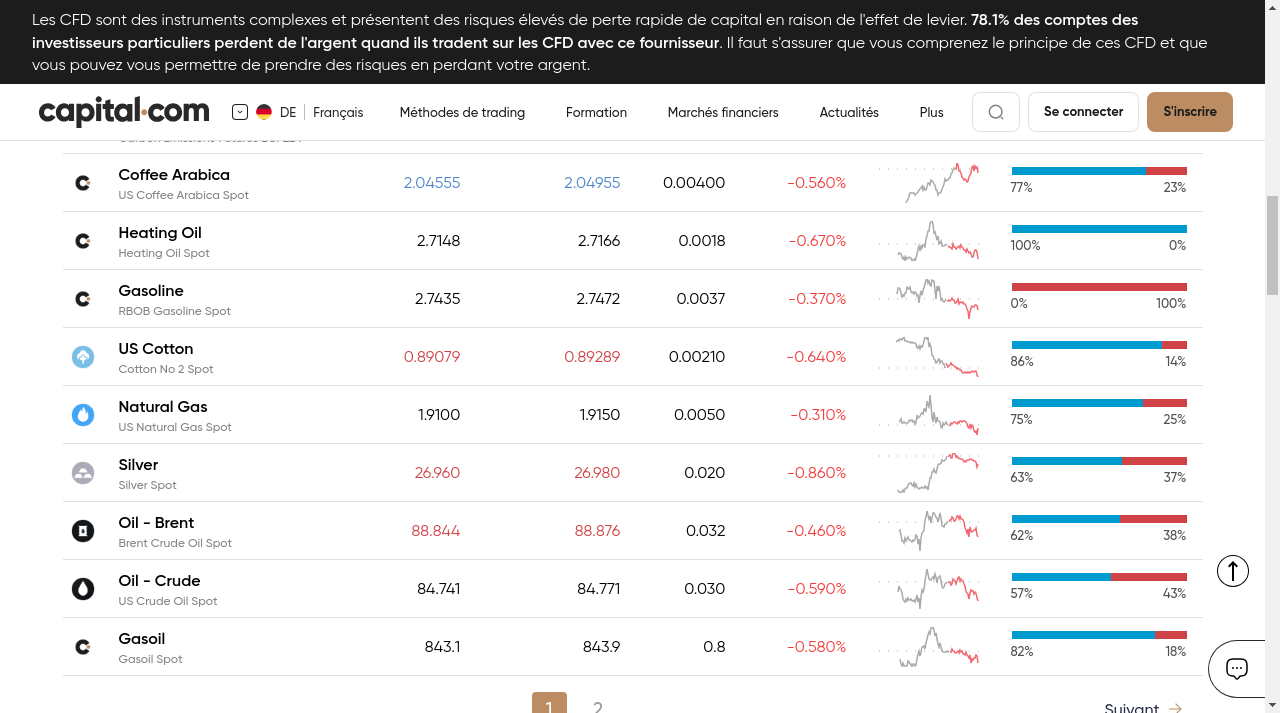 Les CFD sont des instruments complexes et présentent des risques élevés de perte rapide de capital en raison de l'effet de levier. 78.1% des comptes des
investisseurs particuliers perdent de l'argent quand ils tradent sur les CFD avec ce fournisseur. Il faut s'assurer que vous comprenez le principe de ces CFD et que
vous pouvez vous permettre de prendre des risques en perdant votre argent.
capital.com DE Français Méthodes de trading Formation Marchés financiers Actualités Plus Se connecter S'inscrire
Coffee Arabica 2.04555 2.04955 0.00400 -0.560%
US Coffee Arabica Spot 77% 23%
Heating Oil 2.7148 2.7166 0.0018 -0.670%
Heating Oil Spot 100% 0%
Gasoline 2.7435 2.7472 0.0037 -0.370%
RBOB Gasoline Spot 0% 100%
US Cotton 0.89079 0.89289 0.00210 -0.640%
Cotton No 2 Spot 86% 14%
Natural Gas 1.9100 1.9150 0.0050 -0.310%
US Natural Gas Spot 75% 25%
Silver 26.960 26.980 0.020 -0.860%
Silver Spot 63% 37%
Oil - Brent 88.844 88.876 0.032 -0.460%
Brent Crude Oil Spot 62% 38%
Oil - Crude 84.741 84.771 0.030 -0.590%
US Crude Oil Spot 57% 43%
Gasoil 843.1 843.9 0.8 -0.580%
Gasoil Spot 82% 18%
1 2 Suivant